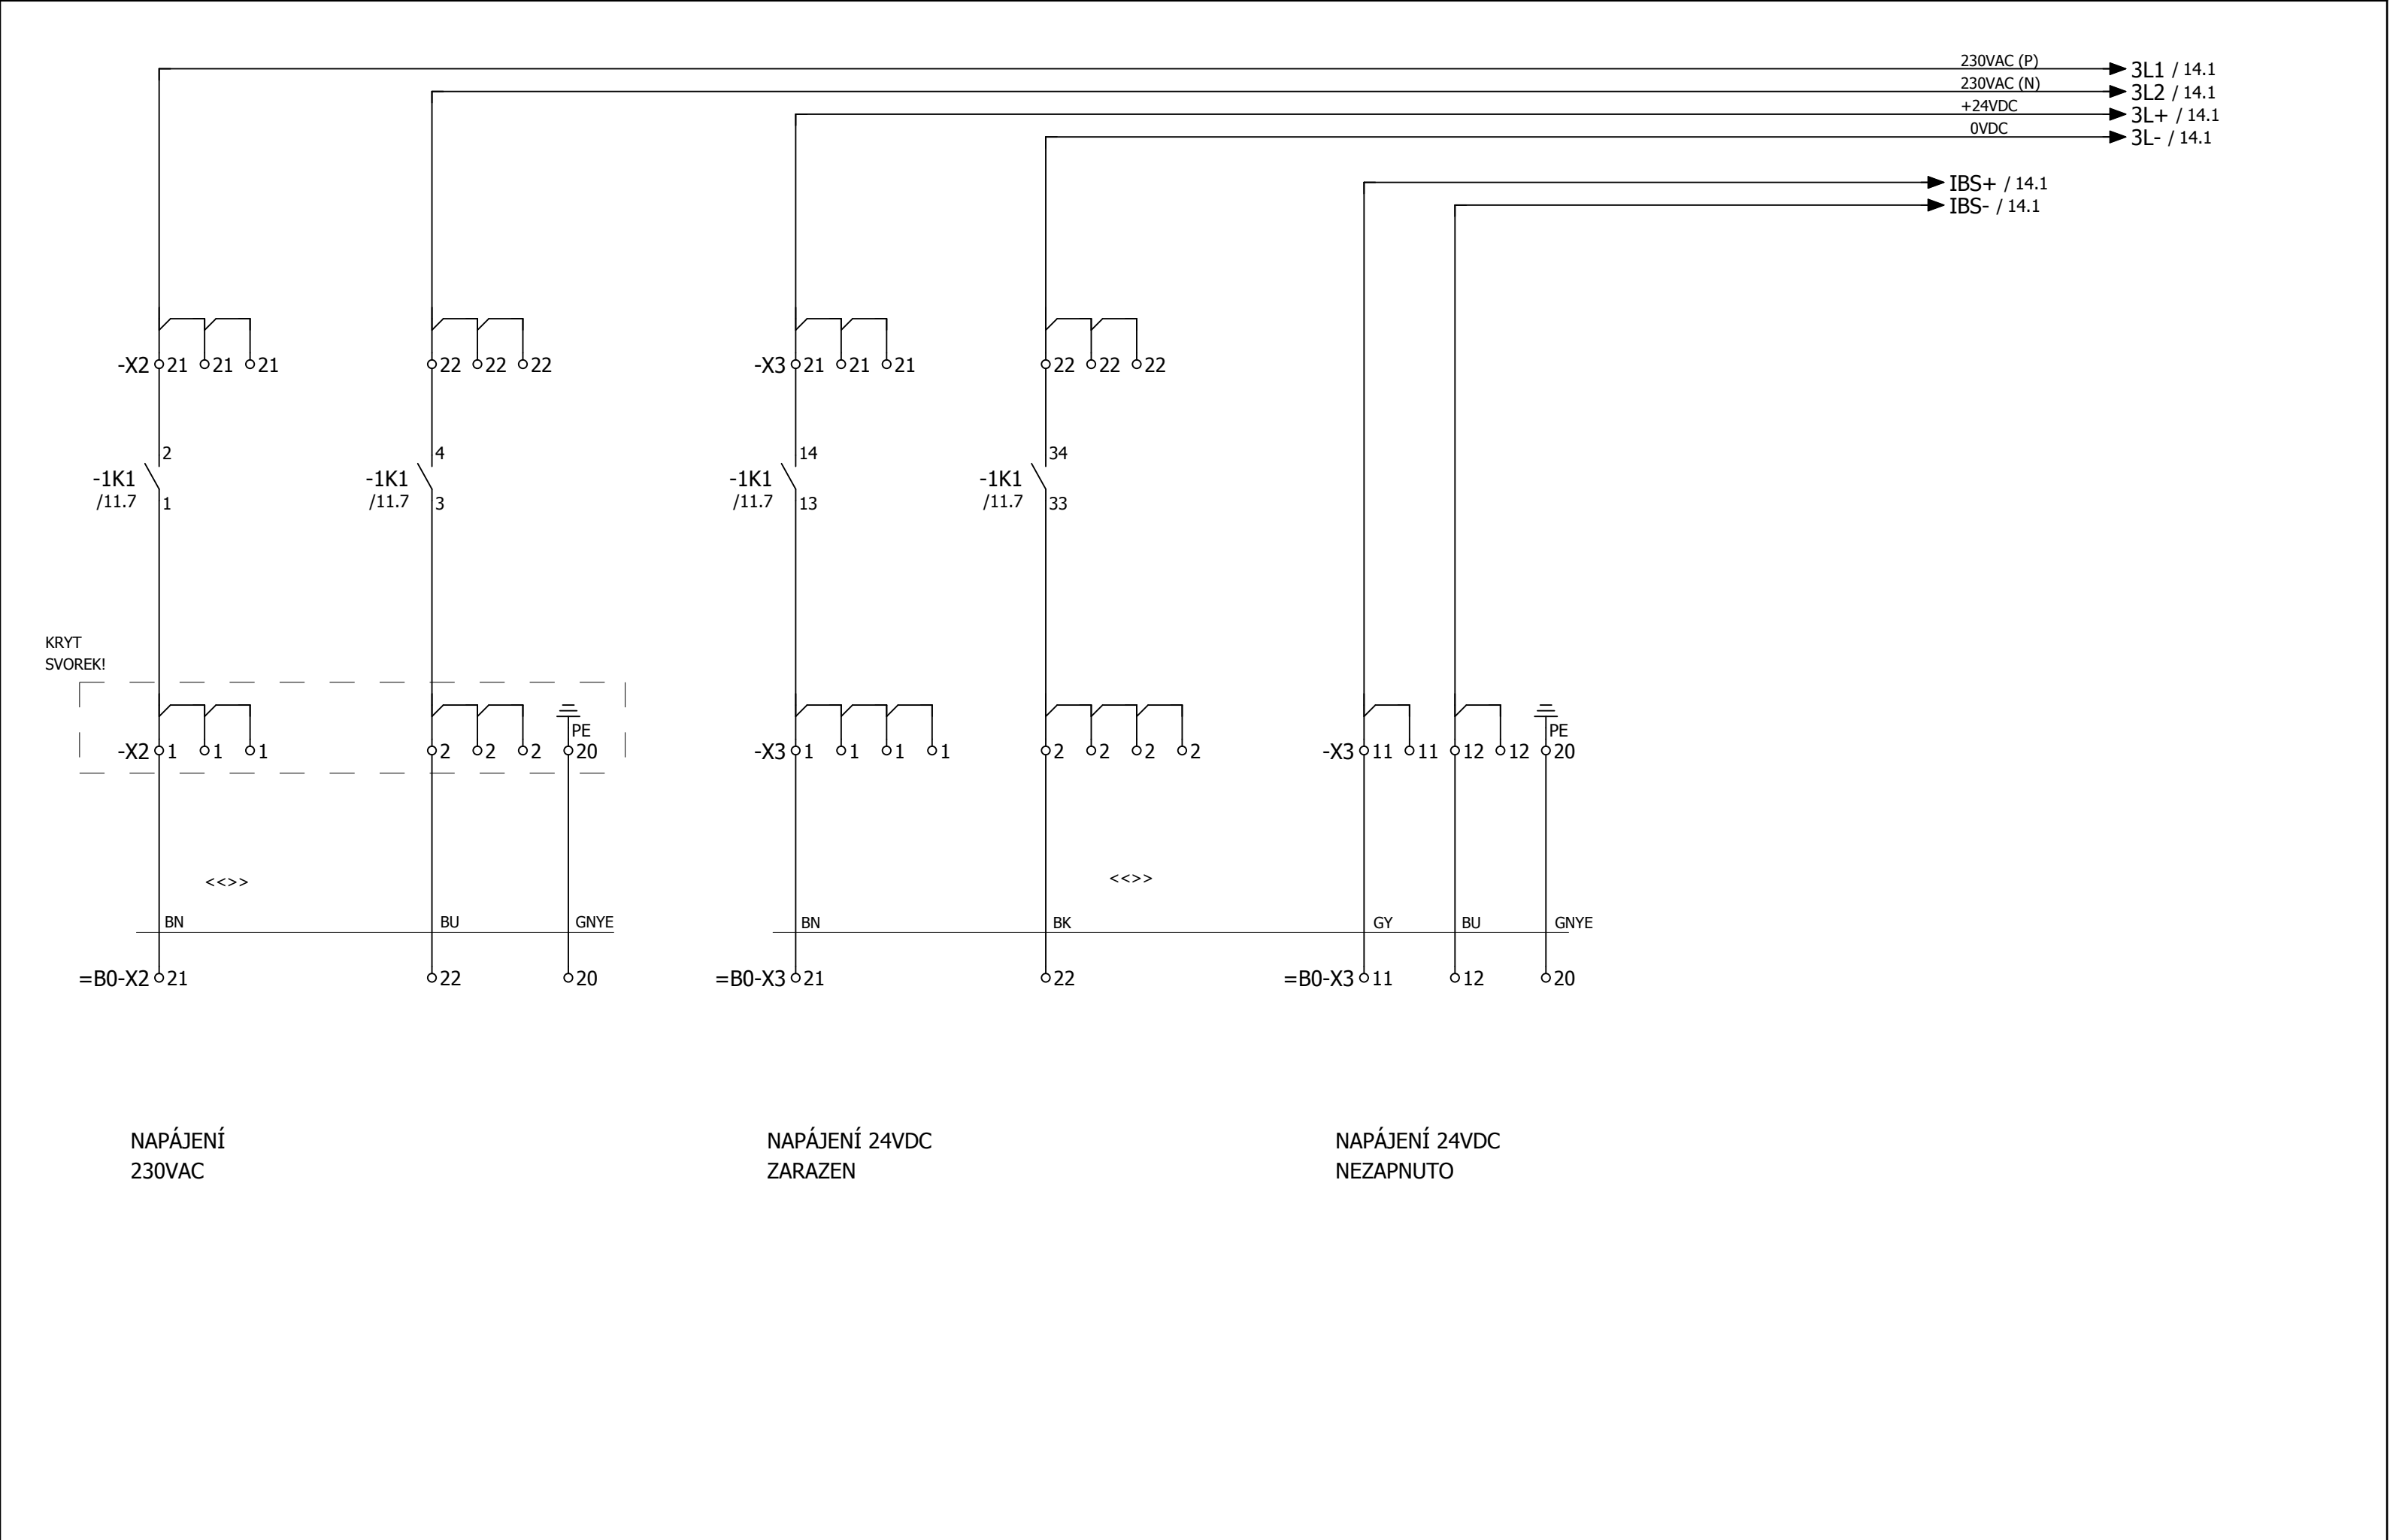 230VAC (P) 3L1 / 14.1
230VAC (N) 3L2 / 14.1
+24VDC 3L+ / 14.1
0VDC 3L- / 14.1
IBS+ / 14.1
IBS- / 14.1
-X2 21 21 21 22 22 22 -X3 21 21 21 22 22 22
2 4 14 34
-1K1 -1K1 -1K1 -1K1
/11.7 1 /11.7 3 /11.7 13 /11.7 33
KRYT
SVOREK!
PE PE
-X2 1 1 1 2 2 2 20 -X3 1 1 1 1 2 2 2 2 -X3 11 11 12 12 20
<<>> <<>>
BN BU GNYE BN BK GY BU GNYE
=B0-X2 21 22 20 =B0-X3 21 22 =B0-X3 11 12 20
NAPÁJENÍ NAPÁJENÍ 24VDC NAPÁJENÍ 24VDC
230VAC ZARAZEN NEZAPNUTO